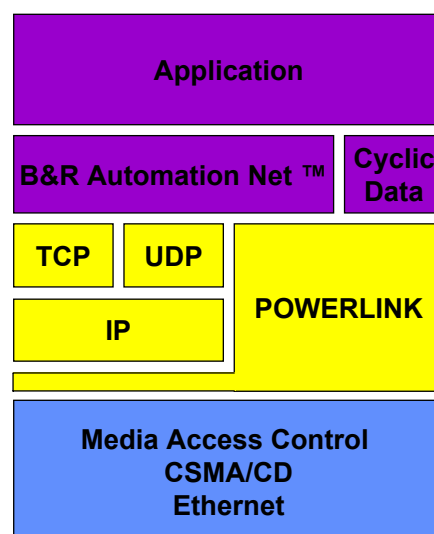 Application
B&R Automation Net ™
Cyclic
Data
TCP
UDP
POWERLINK
IP
Media Access Control
CSMA/CD
Ethernet